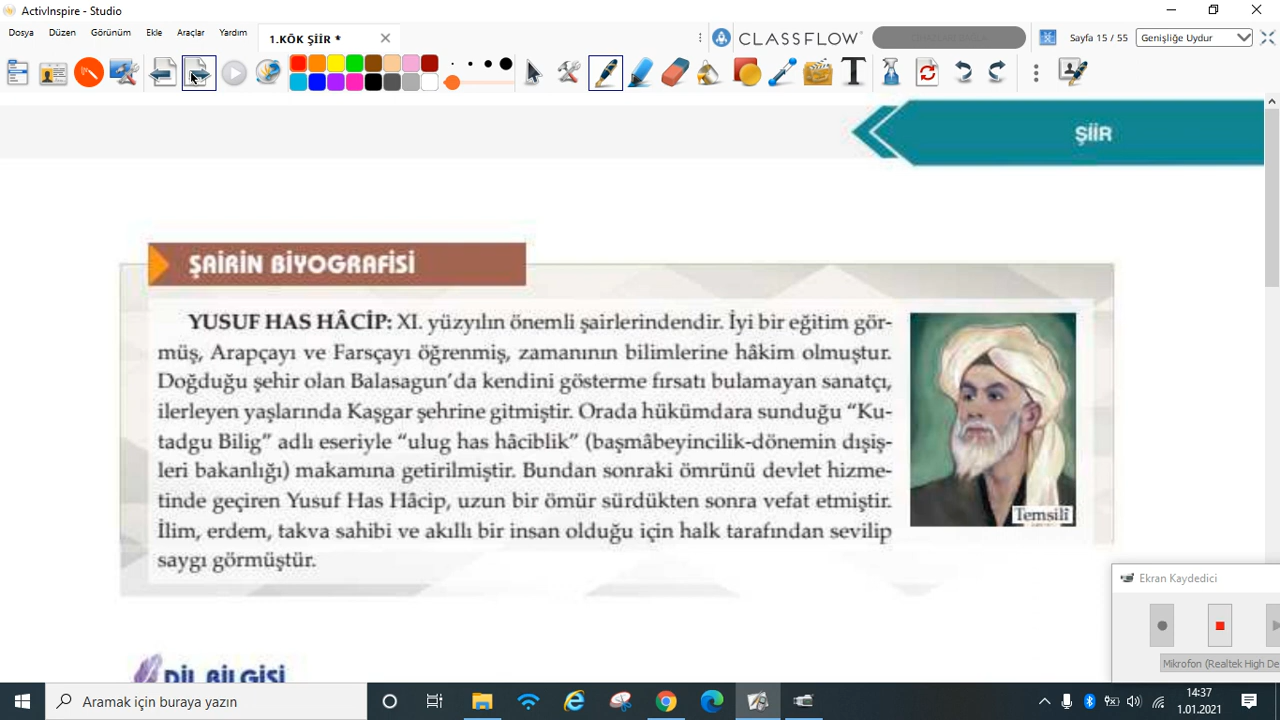 ActivInspire - Studio
Dosya Düzen Görünüm Ekle Araçlar Yardım
1.KÖK ŞİİR *
CLASSFLOW
Sayfa 15 / 55
Genişliğe Uydur
ŞİİR
ŞAİRİN BİYOGRAFİSİ
YUSUF HAS HÂCİP: XI. yüzyılın önemli şairlerindendir. İyi bir eğitim gör-
müş, Arapçayı ve Farsçayı öğrenmiş, zamanının bilimlerine hâkim olmuştur.
Doğduğu şehir olan Balasagun'da kendini gösterme fırsatı bulamayan sanatçı,
ilerleyen yaşlarında Kaşgar şehrine gitmiştir. Orada hükümdara sunduğu "Ku-
tadgu Bilig" adlı eseriyle "ulug has hâciblik" (başmâbeyincilik-dönemin dışiş-
leri bakanlığı) makamına getirilmiştir. Bundan sonraki ömrünü devlet hizme-
tinde geçiren Yusuf Has Hâcip, uzun bir ömür sürdükten sonra vefat etmiştir.
İlim, erdem, takva sahibi ve akıllı bir insan olduğu için halk tarafından sevilip
saygı görmüştür.
Temsilî
DİL BİLGİSİ
Ekran Kaydedici
Mikrofon (Realtek High De
Aramak için buraya yazın
14:37
1.01.2021